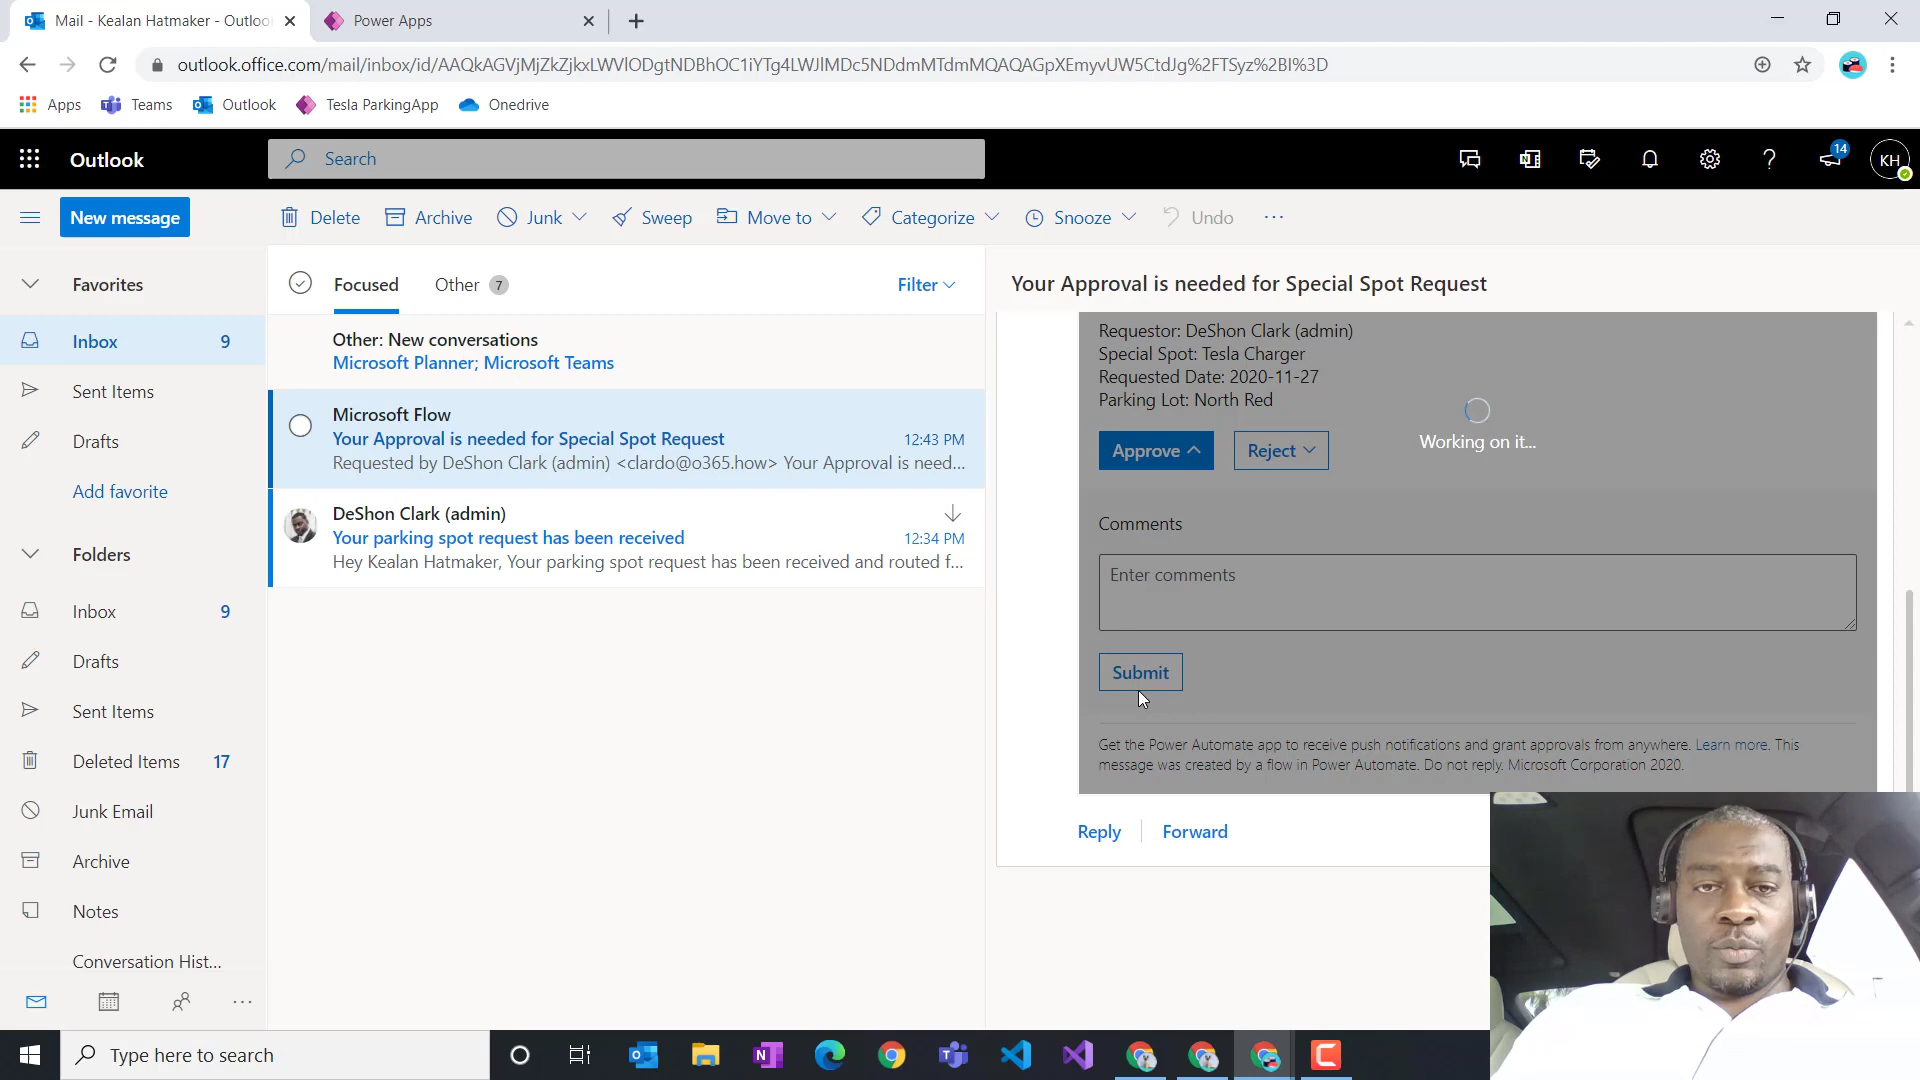 Mail - Kealan Hatmaker - Outloo
Power Apps
outlook.office.com/mail/inbox/id/AAQkAGVjMjZkZjkxLWVlODgtNDBhOC1iYTg4LWJlMDc5NDdmMTdmMQAQAGpXEmyvUW5CtdJg%2FTSyz%2BI%3D
Apps
Teams
Outlook
Tesla ParkingApp
Onedrive
Outlook
Search
14
KH
New message
Delete
Archive
Junk
Sweep
Move to
Categorize
Snooze
Undo
Favorites
Inbox 9
Sent Items
Drafts
Add favorite
Folders
Inbox 9
Drafts
Sent Items
Deleted Items 17
Junk Email
Archive
Notes
Conversation Hist...
Focused
Other 7
Filter
Other: New conversations
Microsoft Planner; Microsoft Teams
Microsoft Flow
Your Approval is needed for Special Spot Request 12:43 PM
Requested by DeShon Clark (admin) <clardo@o365.how> Your Approval is need...
DeShon Clark (admin)
Your parking spot request has been received 12:34 PM
Hey Kealan Hatmaker, Your parking spot request has been received and routed f...
Your Approval is needed for Special Spot Request
Requestor: DeShon Clark (admin)
Special Spot: Tesla Charger
Requested Date: 2020-11-27
Parking Lot: North Red
Working on it...
Approve
Reject
Comments
Enter comments
Submit
Get the Power Automate app to receive push notifications and grant approvals from anywhere. Learn more. This
message was created by a flow in Power Automate. Do not reply. Microsoft Corporation 2020.
Reply
Forward
Type here to search